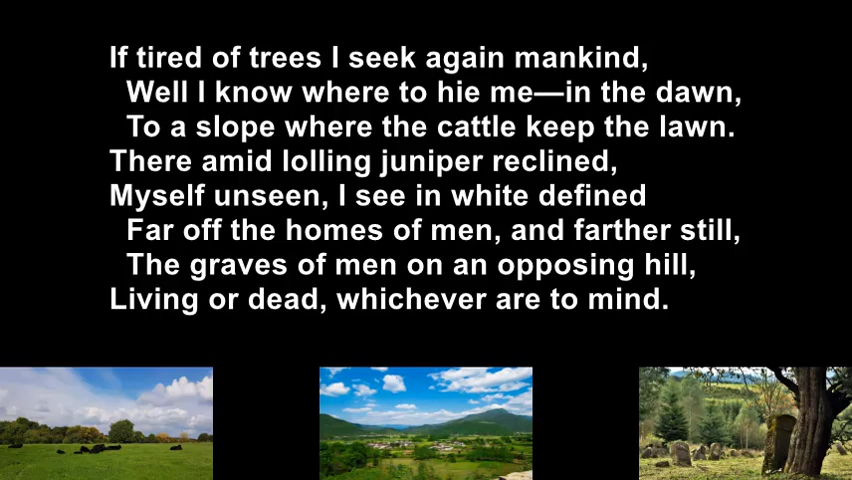 If tired of trees I seek again mankind,
Well I know where to hie me—in the dawn,
To a slope where the cattle keep the lawn.
There amid lolling juniper reclined,
Myself unseen, I see in white defined
Far off the homes of men, and farther still,
The graves of men on an opposing hill,
Living or dead, whichever are to mind.